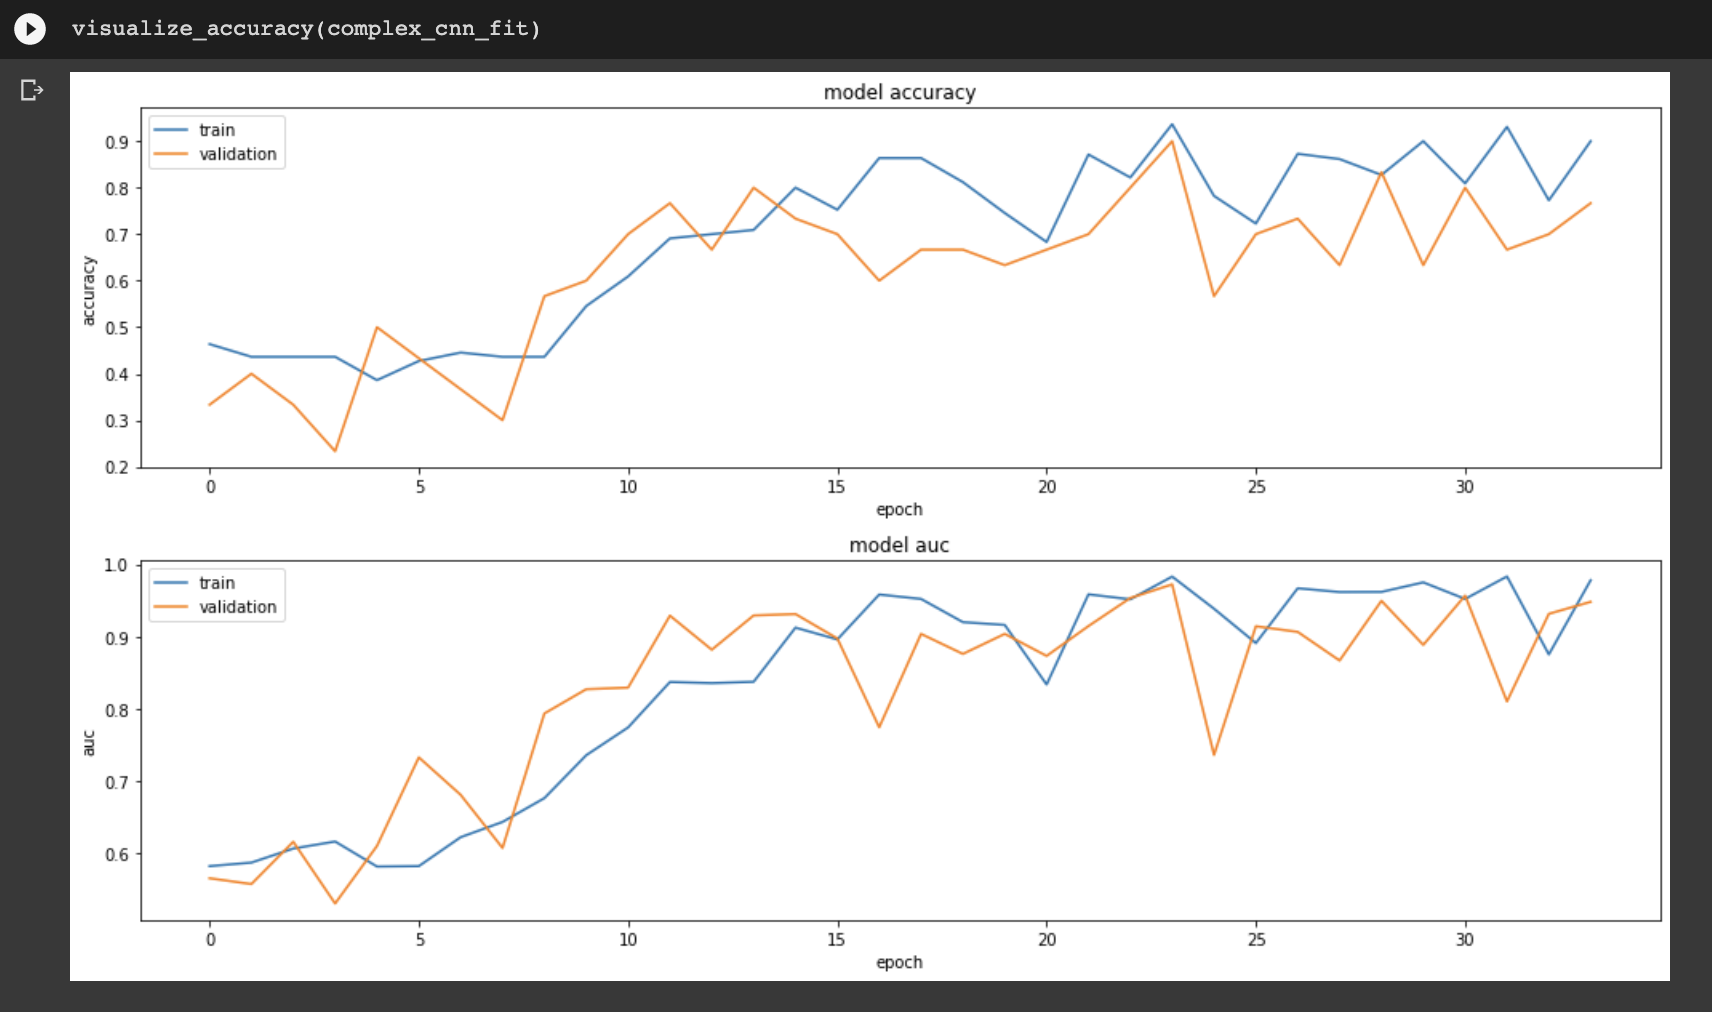 visualize_accuracy(complex_cnn_fit)
model accuracy
train
validation
0.9
0.8
0.7
0.6
0.5
0.4
0.3
0.2
accuracy
0 5 10 15 20 25 30
epoch
model auc
train
validation
1.0
0.9
0.8
0.7
0.6
auc
0 5 10 15 20 25 30
epoch